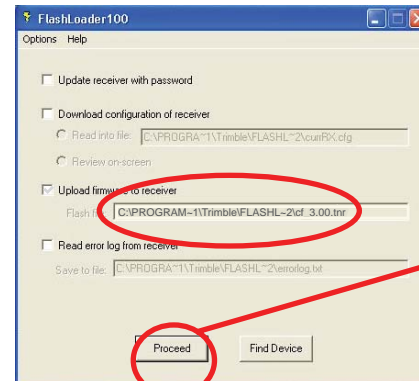 FlashLoader100
Options Help
Update receiver with password
Download configuration of receiver
Read into file: C:\PROGRA~1\Trimble\FLASHL~2\currRX.cfg
Review on-screen
Upload firmware to receiver
Flash file: C:\PROGRAM~1\Trimble\FLASHL~2\cf_3.00.tnr
Read error log from receiver
Save to file: C:\PROGRA~1\Trimble\FLASHL~2\errorlog.txt
Proceed Find Device